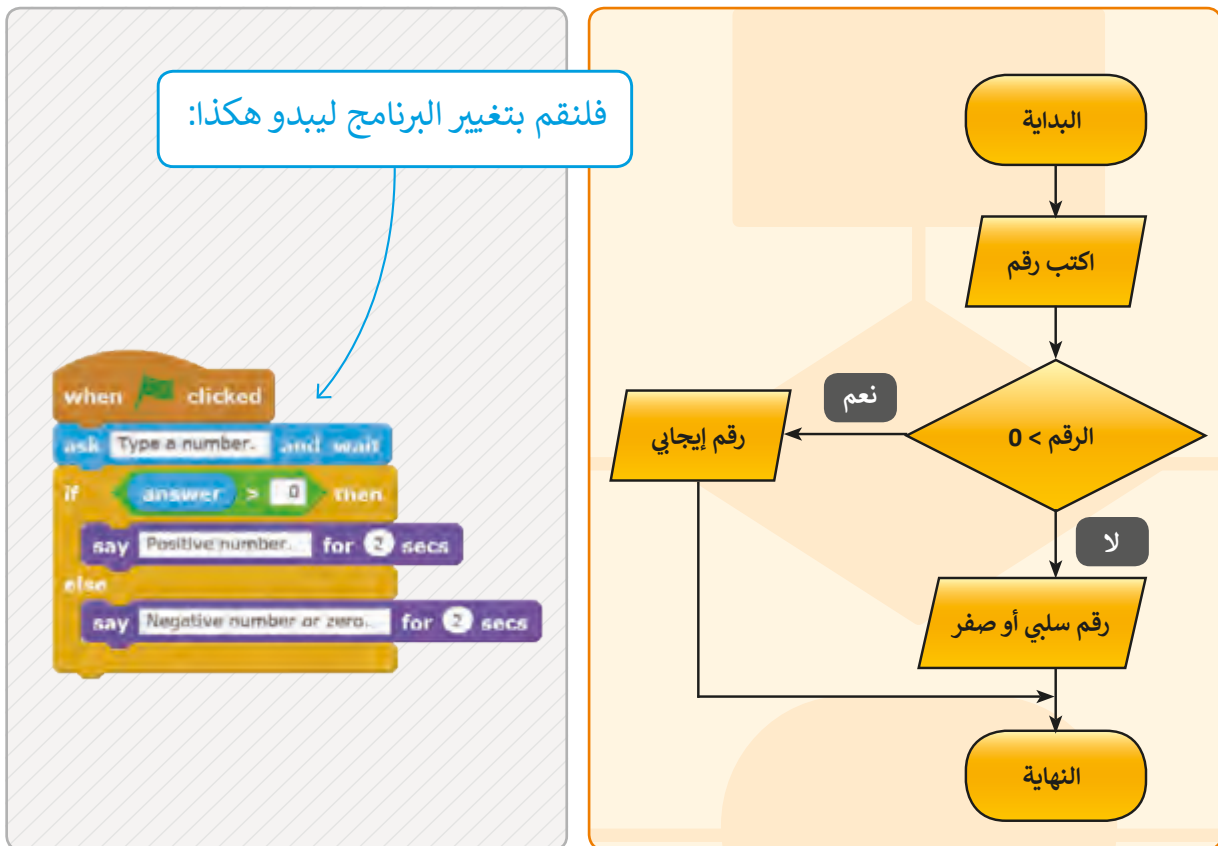 فلنقم بتغيير البرنامج ليبدو هكذا:
when clicked
ask Type a number. and wait
if answer > 0 then
say Positive number. for 2 secs
else
say Negative number or zero. for 2 secs
البداية
اكتب رقم
الرقم > 0
نعم
رقم إيجابي
لا
رقم سلبي أو صفر
النهاية